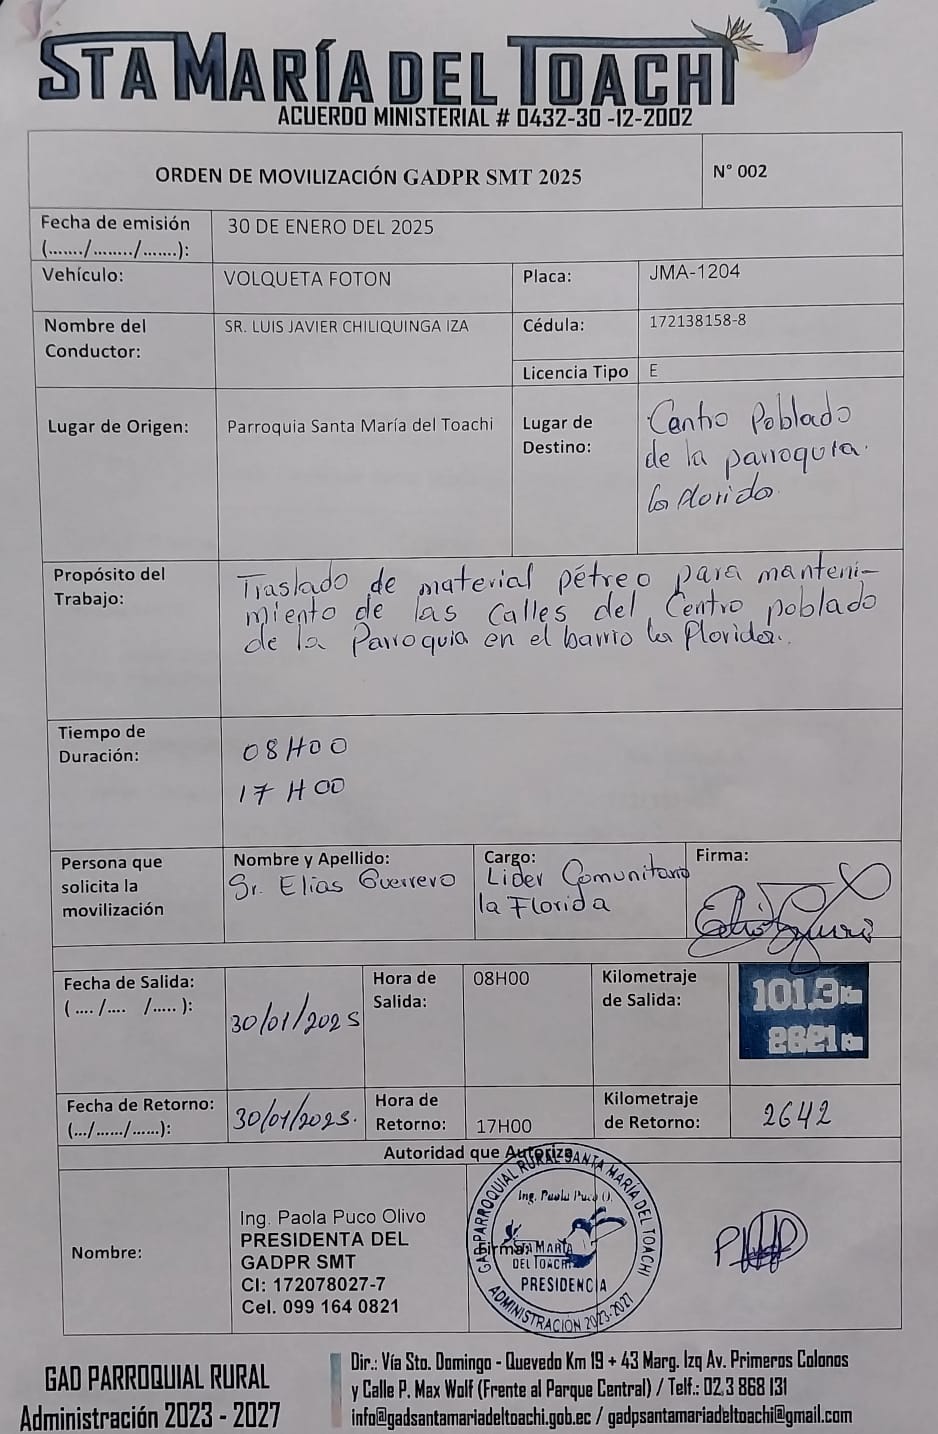 STA MARÍA DEL TOACHI
ACUERDO MINISTERIAL # 0432-30 -12-2002
ORDEN DE MOVILIZACIÓN GADPR SMT 2025
N° 002
Fecha de emisión
(......./......../.......):
30 DE ENERO DEL 2025
Vehículo:
VOLQUETA FOTON
Placa:
JMA-1204
Nombre del
Conductor:
SR. LUIS JAVIER CHILIQUINGA IZA
Cédula:
172138158-8
Licencia Tipo
E
Lugar de Origen:
Parroquia Santa María del Toachi
Lugar de
Destino:
Centro Poblado
de la parroquia.
la Florida
Propósito del
Trabajo:
Traslado de material pétreo para manteni-
miento de las calles del Centro poblado
de la Parroquia en el barrio la Florida.
Tiempo de
Duración:
08H00
17H00
Persona que
solicita la
movilización
Nombre y Apellido:
Sr. Elias Guerrero
Cargo:
Lider Comunitario
la Florida
Firma:
Fecha de Salida:
( .... /.... /..... ):
30/01/2025
Hora de
Salida:
08H00
Kilometraje
de Salida:
101.3 Km
2621 Km
Fecha de Retorno:
(.../....../......):
30/01/2025.
Hora de
Retorno:
17H00
Kilometraje
de Retorno:
2642
Autoridad que Autoriza
Nombre:
Ing. Paola Puco Olivo
PRESIDENTA DEL
GADPR SMT
CI: 172078027-7
Cel. 099 164 0821
Firma:
GAD PARROQUIAL RURAL SANTA MARÍA DEL TOACHI
Ing. Paola Puco O.
STA MARÍA
DEL TOACHI
PRESIDENCIA
ADMINISTRACIÓN 2023-2027
GAD PARROQUIAL RURAL
Administración 2023 - 2027
Dir.: Vía Sto. Domingo - Quevedo Km 19 + 43 Marg. Izq Av. Primeros Colonos
y Calle P. Max Wolf (Frente al Parque Central) / Telf.: 02 3 868 131
info@gadsantamariadeltoachi.gob.ec / gadpsantamariadeltoachi@gmail.com